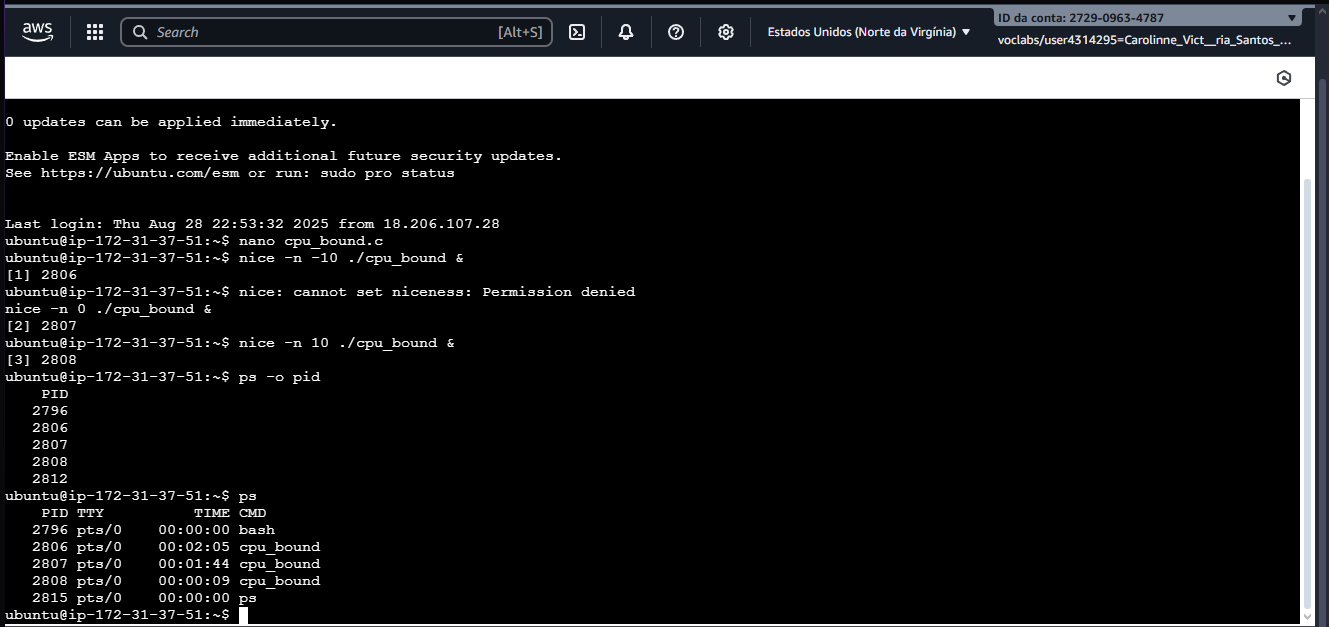 aws
Search
[Alt+S]
Estados Unidos (Norte da Virgínia)
ID da conta: 2729-0963-4787
voclabs/user4314295=Carolinne_Vict__ria_Santos_...
0 updates can be applied immediately.
Enable ESM Apps to receive additional future security updates.
See https://ubuntu.com/esm or run: sudo pro status
Last login: Thu Aug 28 22:53:32 2025 from 18.206.107.28
ubuntu@ip-172-31-37-51:~$ nano cpu_bound.c
ubuntu@ip-172-31-37-51:~$ nice -n -10 ./cpu_bound &
[1] 2806
ubuntu@ip-172-31-37-51:~$ nice: cannot set niceness: Permission denied
nice -n 0 ./cpu_bound &
[2] 2807
ubuntu@ip-172-31-37-51:~$ nice -n 10 ./cpu_bound &
[3] 2808
ubuntu@ip-172-31-37-51:~$ ps -o pid
PID
2796
2806
2807
2808
2812
ubuntu@ip-172-31-37-51:~$ ps
PID TTY TIME CMD
2796 pts/0 00:00:00 bash
2806 pts/0 00:02:05 cpu_bound
2807 pts/0 00:01:44 cpu_bound
2808 pts/0 00:00:09 cpu_bound
2815 pts/0 00:00:00 ps
ubuntu@ip-172-31-37-51:~$